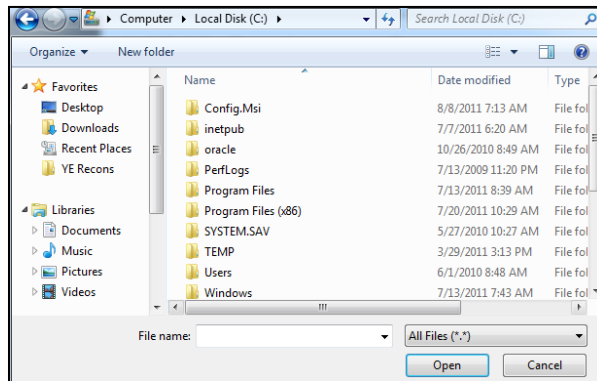 Computer ▸ Local Disk (C:) ▸ Search Local Disk (C:)
Organize New folder
Name Date modified Type
Favorites
Desktop
Downloads
Recent Places
YE Recons
Libraries
Documents
Music
Pictures
Videos
Config.Msi 8/8/2011 7:13 AM File fol
inetpub 7/7/2011 6:20 AM File fol
oracle 10/26/2010 8:49 AM File fol
PerfLogs 7/13/2009 11:20 PM File fol
Program Files 7/13/2011 8:39 AM File fol
Program Files (x86) 7/20/2011 10:29 AM File fol
SYSTEM.SAV 5/27/2010 10:27 AM File fol
TEMP 3/29/2011 3:13 PM File fol
Users 6/1/2010 8:48 AM File fol
Windows 7/13/2011 7:43 AM File fol
File name: All Files (*.*)
Open Cancel